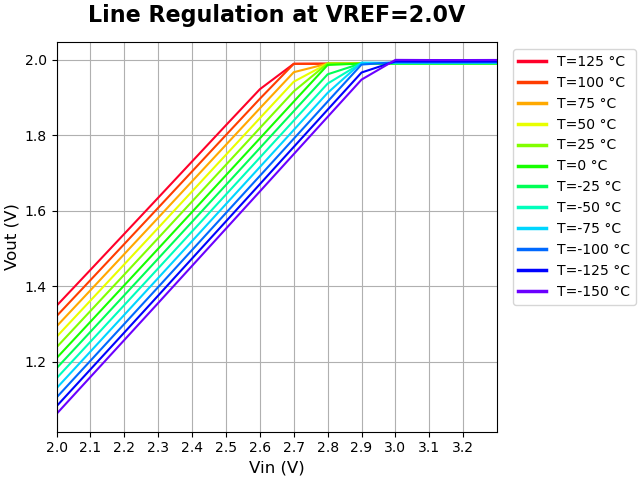 Line Regulation at VREF=2.0V
Vout (V)
2.0
1.8
1.6
1.4
1.2
2.0 2.1 2.2 2.3 2.4 2.5 2.6 2.7 2.8 2.9 3.0 3.1 3.2
Vin (V)
T=125 °C
T=100 °C
T=75 °C
T=50 °C
T=25 °C
T=0 °C
T=-25 °C
T=-50 °C
T=-75 °C
T=-100 °C
T=-125 °C
T=-150 °C